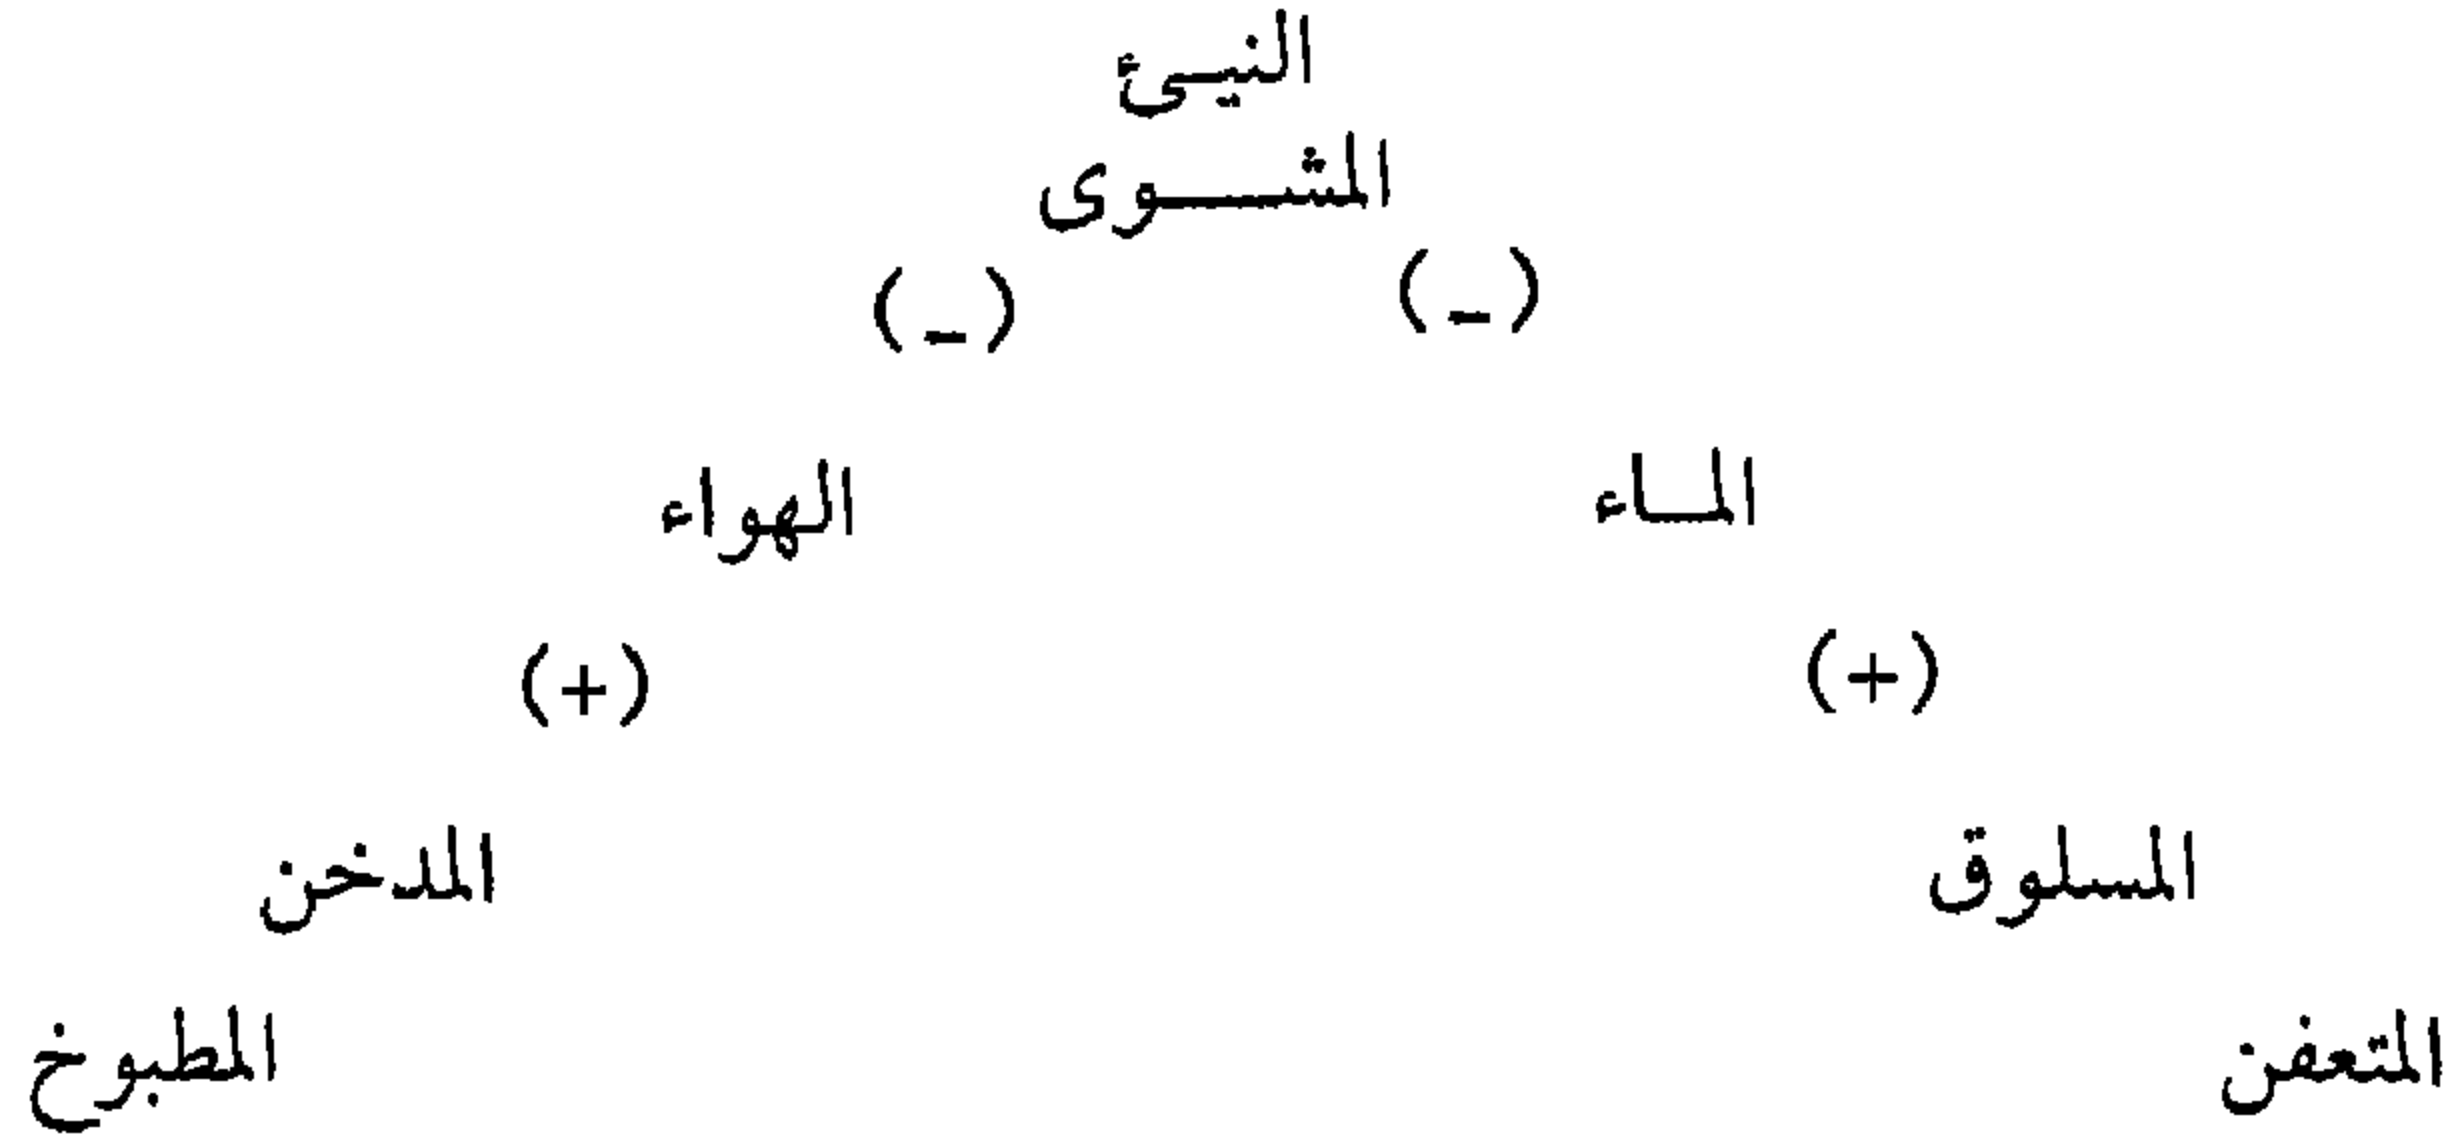 النيئ
المشوى
(-) (-)
الماء الهواء
(+) (+)
المسلوق المدخن
المتعفن المطبوخ